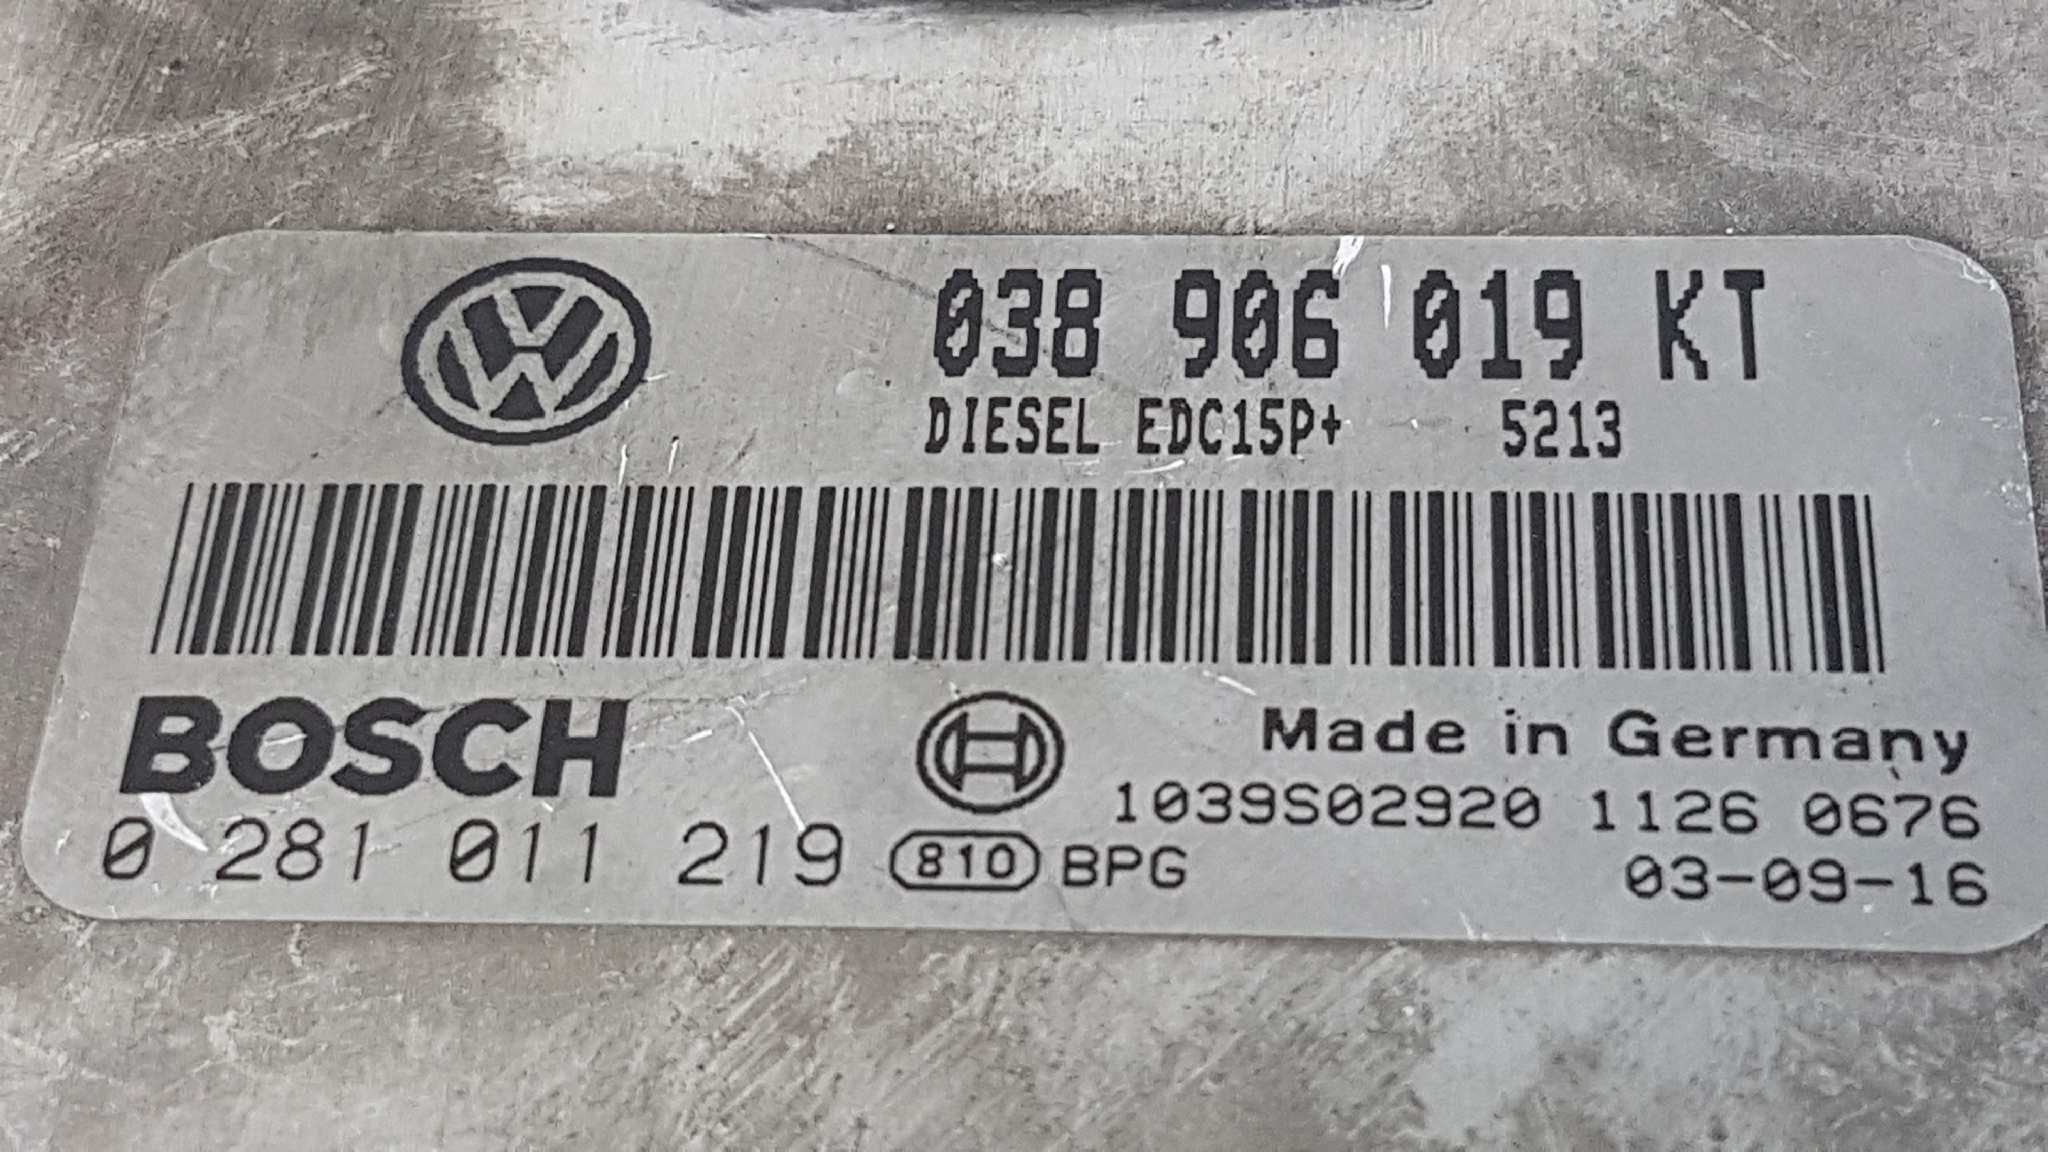 038 906 019 KT
DIESEL EDC15P+ 5213
BOSCH
Made in Germany
1039S02920 1126 0676
0 281 011 219 810 BPG
03-09-16